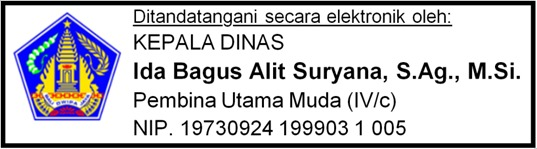 Ditandatangani secara elektronik oleh:
KEPALA DINAS
Ida Bagus Alit Suryana, S.Ag., M.Si.
Pembina Utama Muda (IV/c)
NIP. 19730924 199903 1 005